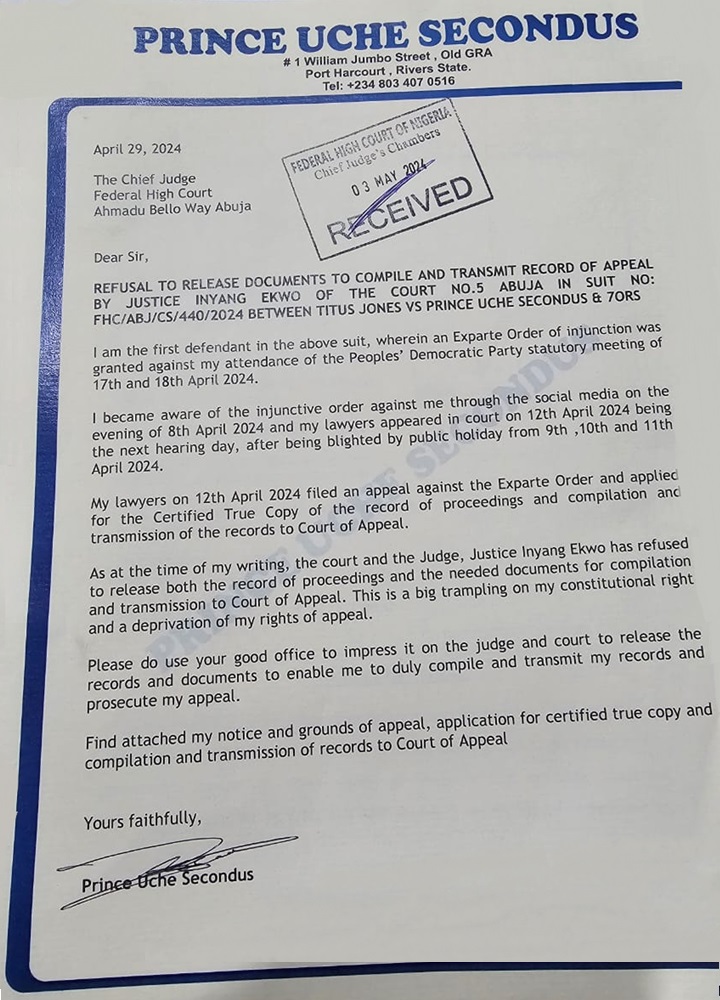 PRINCE UCHE SECONDUS
# 1 William Jumbo Street , Old GRA
Port Harcourt , Rivers State.
Tel: +234 803 407 0516
April 29, 2024
FEDERAL HIGH COURT OF NIGERIA
Chief Judge's Chambers
03 MAY 2024
RECEIVED
The Chief Judge
Federal High Court
Ahmadu Bello Way Abuja
Dear Sir,
REFUSAL TO RELEASE DOCUMENTS TO COMPILE AND TRANSMIT RECORD OF APPEAL
BY JUSTICE INYANG EKWO OF THE COURT NO.5 ABUJA IN SUIT NO:
FHC/ABJ/CS/440/2024 BETWEEN TITUS JONES VS PRINCE UCHE SECONDUS & 7ORS
I am the first defendant in the above suit, wherein an Exparte Order of injunction was
granted against my attendance of the Peoples' Democratic Party statutory meeting of
17th and 18th April 2024.
I became aware of the injunctive order against me through the social media on the
evening of 8th April 2024 and my lawyers appeared in court on 12th April 2024 being
the next hearing day, after being blighted by public holiday from 9th ,10th and 11th
April 2024.
My lawyers on 12th April 2024 filed an appeal against the Exparte Order and applied
for the Certified True Copy of the record of proceedings and compilation and
transmission of the records to Court of Appeal.
As at the time of my writing, the court and the Judge, Justice Inyang Ekwo has refused
to release both the record of proceedings and the needed documents for compilation
and transmission to Court of Appeal. This is a big trampling on my constitutional right
and a deprivation of my rights of appeal.
Please do use your good office to impress it on the judge and court to release the
records and documents to enable me to duly compile and transmit my records and
prosecute my appeal.
Find attached my notice and grounds of appeal, application for certified true copy and
compilation and transmission of records to Court of Appeal
Yours faithfully,
Prince Uche Secondus
PRINCE UCHE SECONDUS